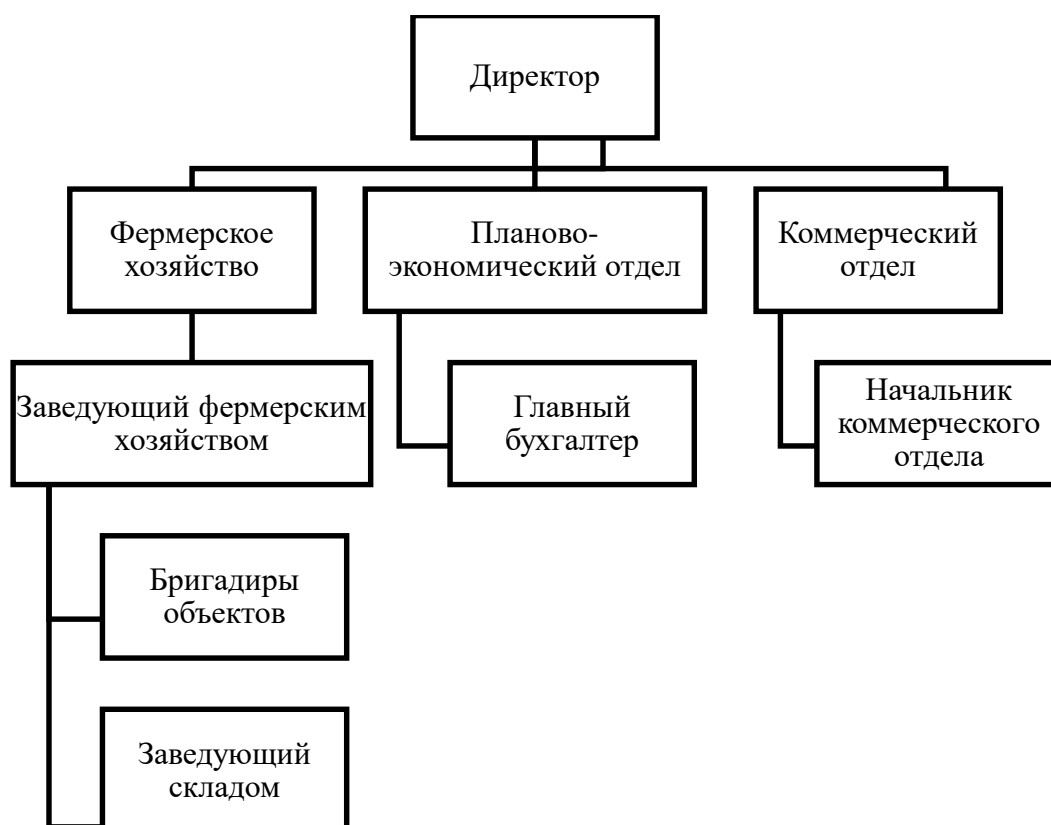 Директор
Фермерское
хозяйство
Планово-
экономический отдел
Коммерческий
отдел
Заведующий фермерским
хозяйством
Главный
бухгалтер
Начальник
коммерческого
отдела
Бригадиры
объектов
Заведующий
складом